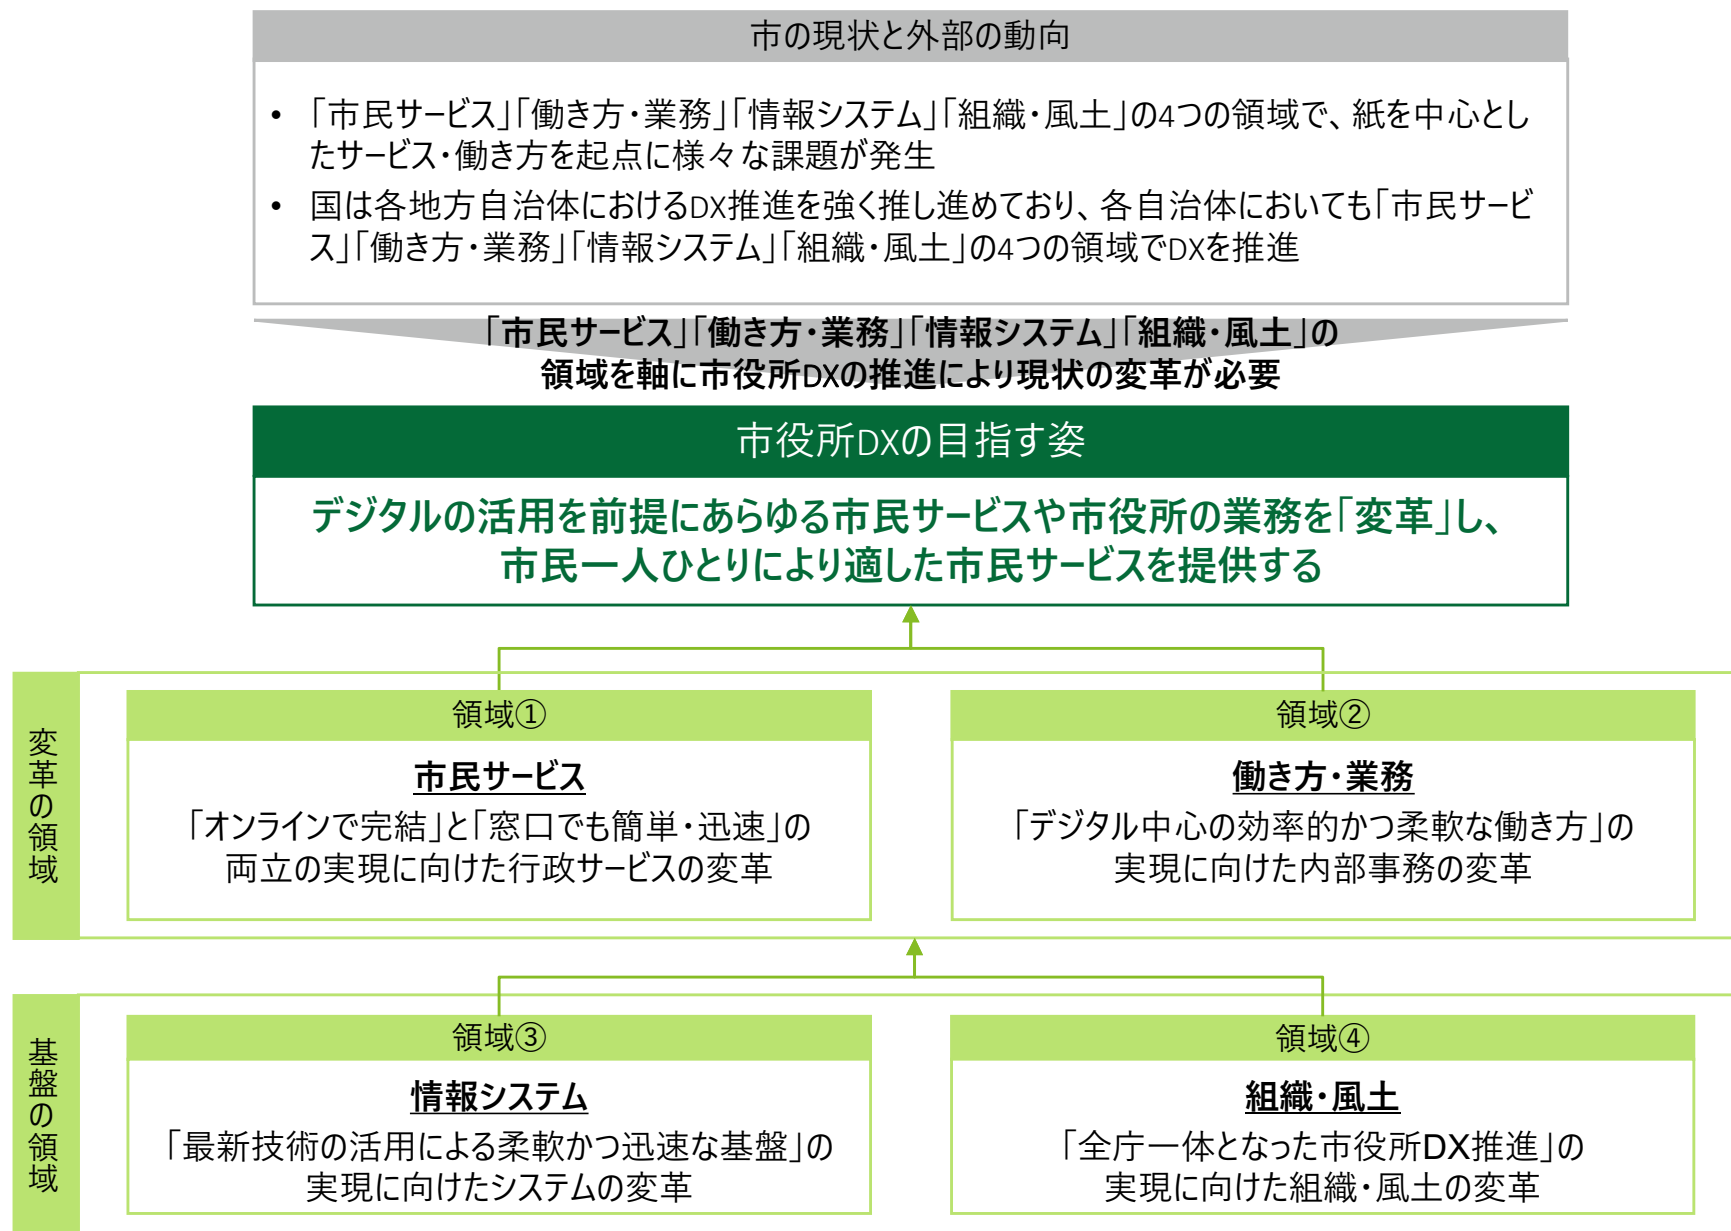 市の現状と外部の動向
• 「市民サービス」「働き方・業務」「情報システム」「組織・風土」の4つの領域で、紙を中心とし
たサービス・働き方を起点に様々な課題が発生
• 国は各地方自治体におけるDX推進を強く推し進めており、各自治体においても「市民サービ
ス」「働き方・業務」「情報システム」「組織・風土」の4つの領域でDXを推進
「市民サービス」「働き方・業務」「情報システム」「組織・風土」の
領域を軸に市役所DXの推進により現状の変革が必要
市役所DXの目指す姿
デジタルの活用を前提にあらゆる市民サービスや市役所の業務を「変革」し、
市民一人ひとりにより適した市民サービスを提供する
変革の領域
領域①
市民サービス
「オンラインで完結」と「窓口でも簡単・迅速」の
両立の実現に向けた行政サービスの変革
領域②
働き方・業務
「デジタル中心の効率的かつ柔軟な働き方」の
実現に向けた内部事務の変革
基盤の領域
領域③
情報システム
「最新技術の活用による柔軟かつ迅速な基盤」の
実現に向けたシステムの変革
領域④
組織・風土
「全庁一体となった市役所DX推進」の
実現に向けた組織・風土の変革